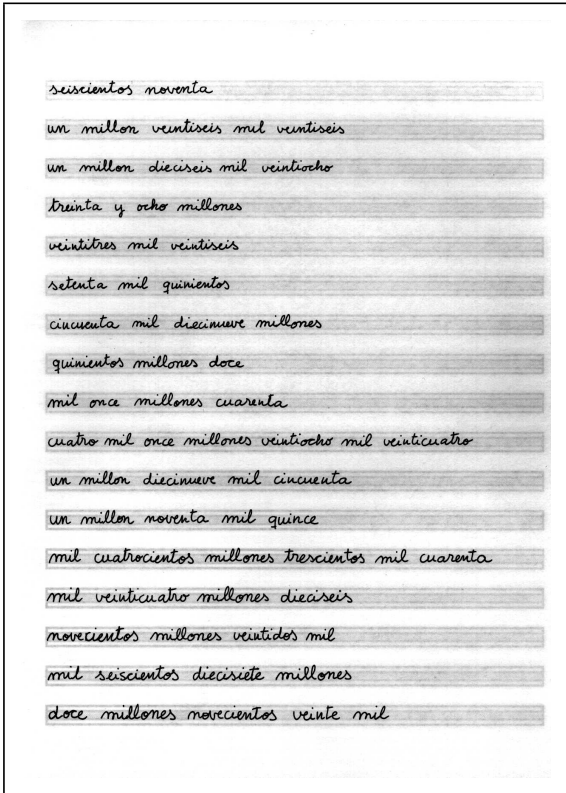 seiscientos noventa
un millon veintiseis mil veintiseis
un millon dieciseis mil veintiocho
treinta y ocho millones
veintitres mil veintiseis
setenta mil quinientos
cincuenta mil diecinueve millones
quinientos millones doce
mil once millones cuarenta
cuatro mil once millones veintiocho mil veinticuatro
un millon diecinueve mil cincuenta
un millon noventa mil quince
mil cuatrocientos millones trescientos mil cuarenta
mil veinticuatro millones dieciseis
novecientos millones veintidos mil
mil seiscientos diecisiete millones
doce millones novecientos veinte mil